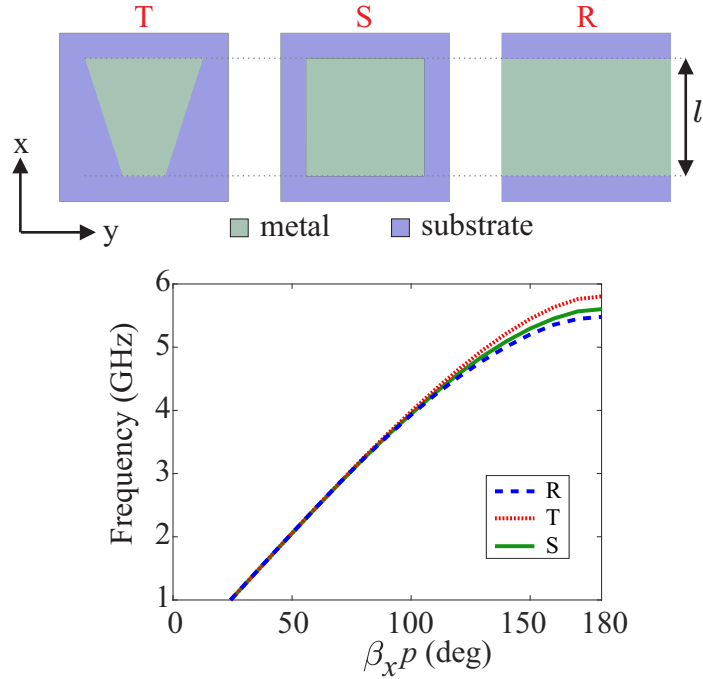 T S R
l
x
y
metal substrate
6
5
4
3
2
1
Frequency (GHz)
R
T
S
0 50 100 150 180
βₓp (deg)